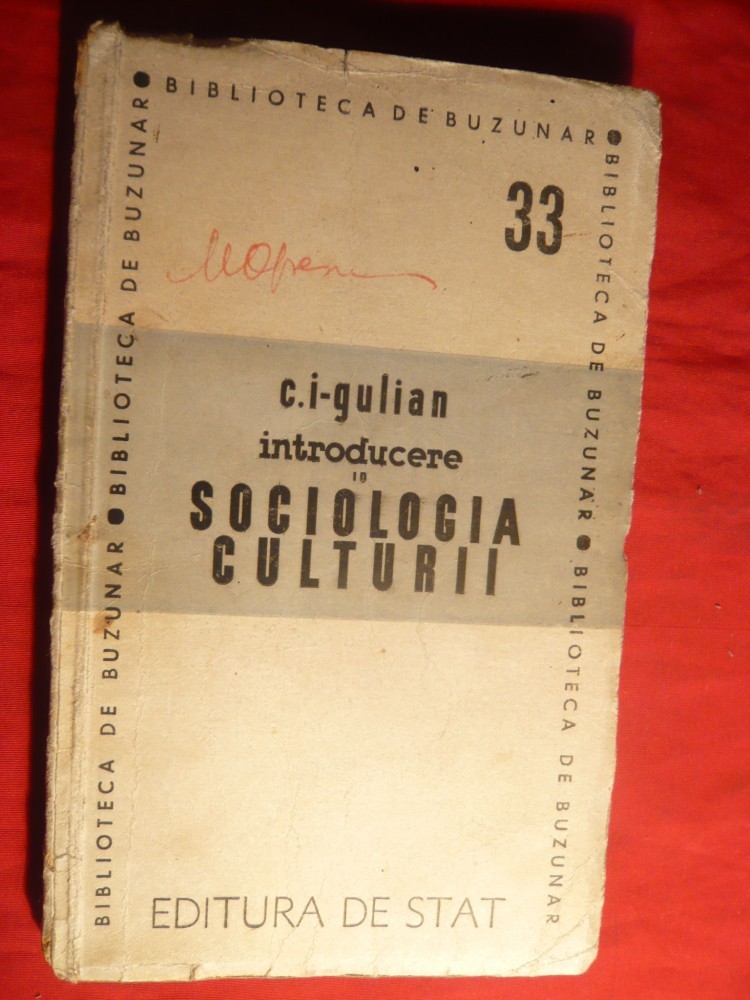 BIBLIOTECA DE BUZUNAR
BIBLIOTECA DE BUZUNAR
BIBLIOTECA DE BUZUNAR
BIBLIOTECA DE BUZUNAR
BIBLIOTECA DE BUZUNAR
33
c.i-gulian
introducere
in
SOCIOLOGIA
CULTURII
EDITURA DE STAT